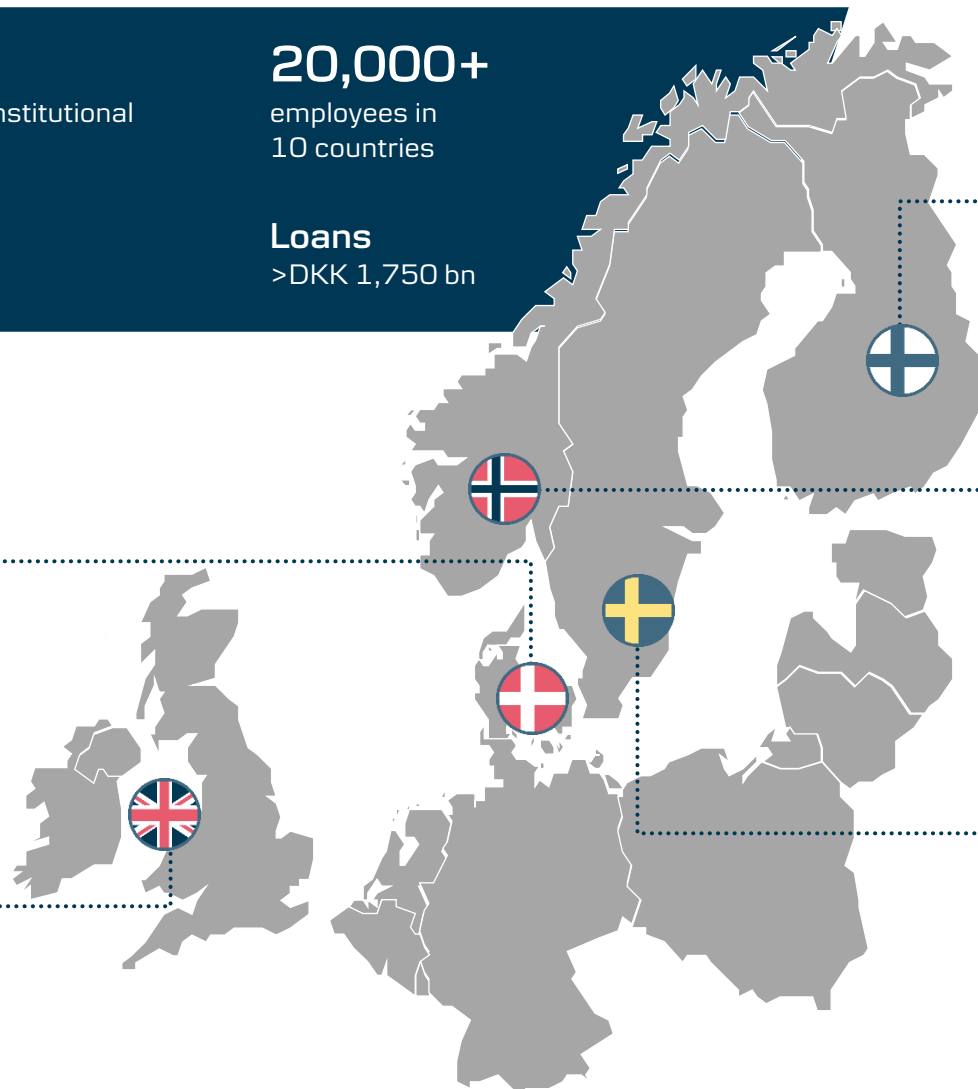 20,000+
nstitutional
employees in
10 countries
Loans
>DKK 1,750 bn